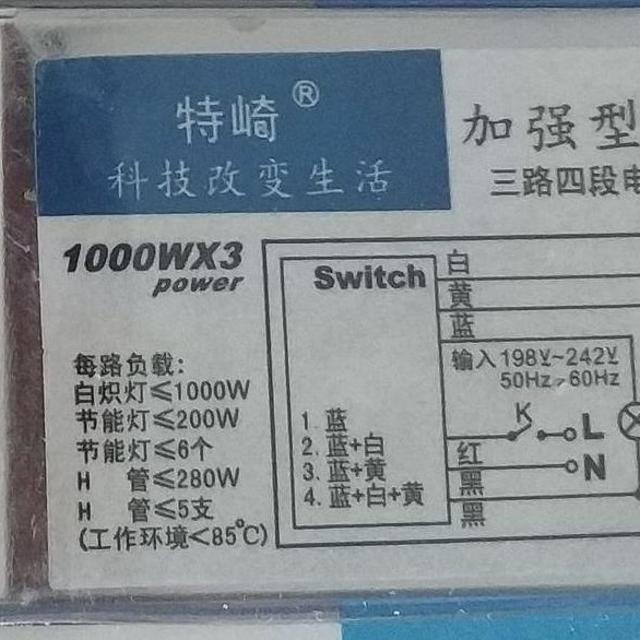 特崎®
科技改变生活
加强型
三路四段电
1000WX3
power
Switch
白
黄
蓝
输入 198V~242V
50Hz~60Hz
每路负载:
白炽灯≤1000W
节能灯≤200W
节能灯≤6个
H 管≤280W
H 管≤5支
(工作环境<85℃)
1. 蓝
2. 蓝+白
3. 蓝+黄
4. 蓝+白+黄
K
L
红
N
黑
黑